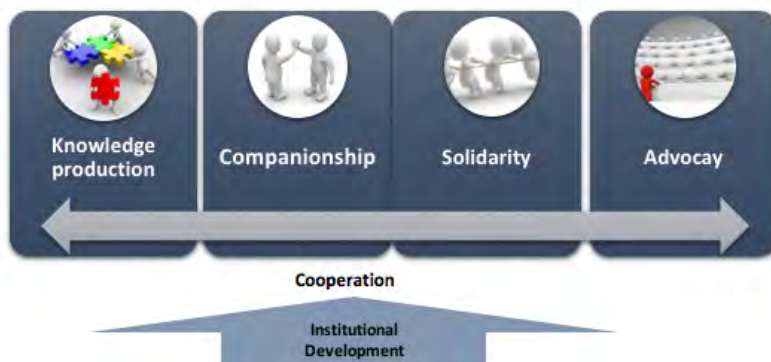 Knowledge
production
Companionship
Solidarity
Advocay
Cooperation
Institutional
Development